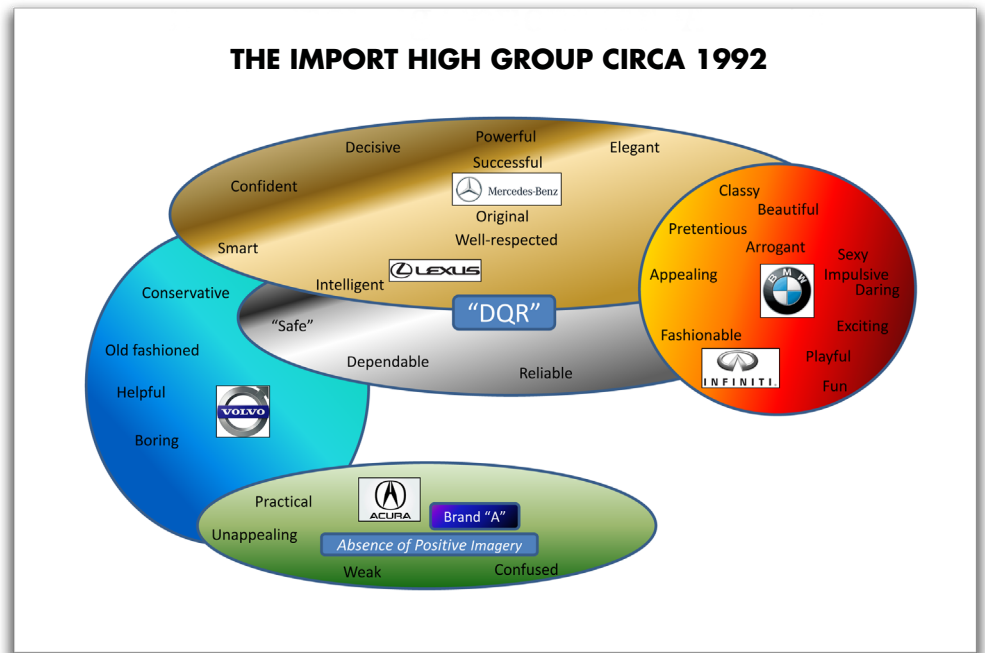 THE IMPORT HIGH GROUP CIRCA 1992
Decisive
Powerful
Elegant
Successful
Confident
Mercedes-Benz
Original
Well-respected
Smart
LEXUS
Intelligent
"DQR"
Classy
Beautiful
Pretentious
Arrogant
Sexy
Appealing
Impulsive
Daring
BMW
Exciting
Fashionable
Playful
INFINITI.
Fun
Conservative
"Safe"
Old fashioned
Dependable
Reliable
Helpful
VOLVO
Boring
Practical
ACURA
Brand "A"
Unappealing
Absence of Positive Imagery
Weak
Confused